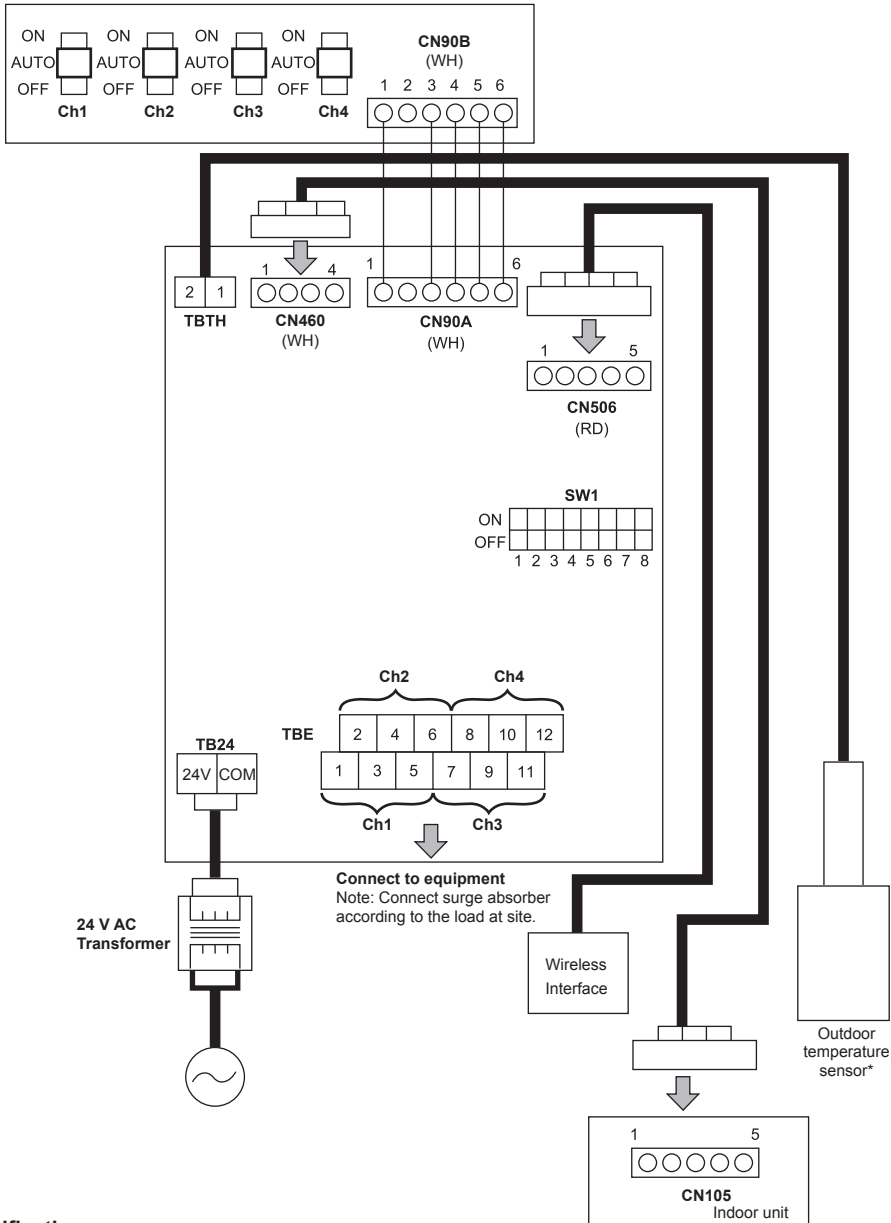 ON ON ON ON
AUTO AUTO AUTO AUTO
OFF OFF OFF OFF
Ch1 Ch2 Ch3 Ch4
CN90B
(WH)
1 2 3 4 5 6
2 1
TBTH
1 4
CN460
(WH)
1 6
CN90A
(WH)
1 5
CN506
(RD)
SW1
ON
OFF
1 2 3 4 5 6 7 8
Ch2 Ch4
TBE
2 4 6 8 10 12
1 3 5 7 9 11
Ch1 Ch3
TB24
24V COM
Connect to equipment
Note: Connect surge absorber
according to the load at site.
24 V AC
Transformer
Wireless
Interface
Outdoor
temperature
sensor*
1 5
CN105
Indoor unit